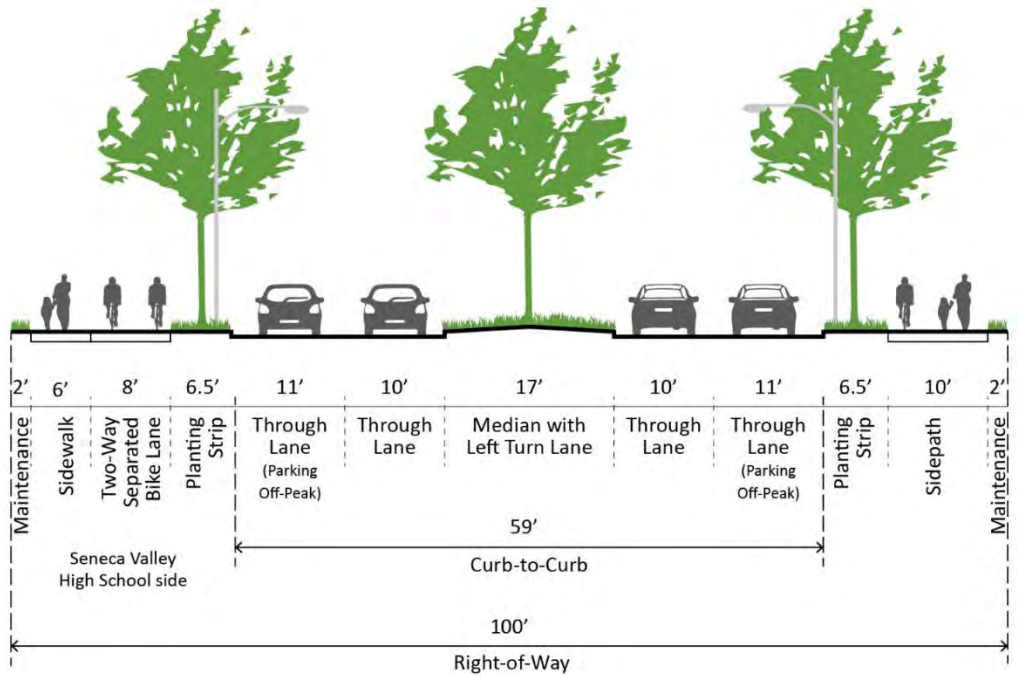 2’ 6’ 8’ 6.5’ 11’ 10’ 17’ 10’ 11’ 6.5’ 10’ 2’
Maintenance
Sidewalk
Two-Way
Separated
Bike Lane
Planting
Strip
Through
Lane
(Parking
Off-Peak)
Through
Lane
Median with
Left Turn Lane
Through
Lane
Through
Lane
(Parking
Off-Peak)
Planting
Strip
Sidepath
Maintenance
59’
Curb-to-Curb
Seneca Valley
High School side
100’
Right-of-Way